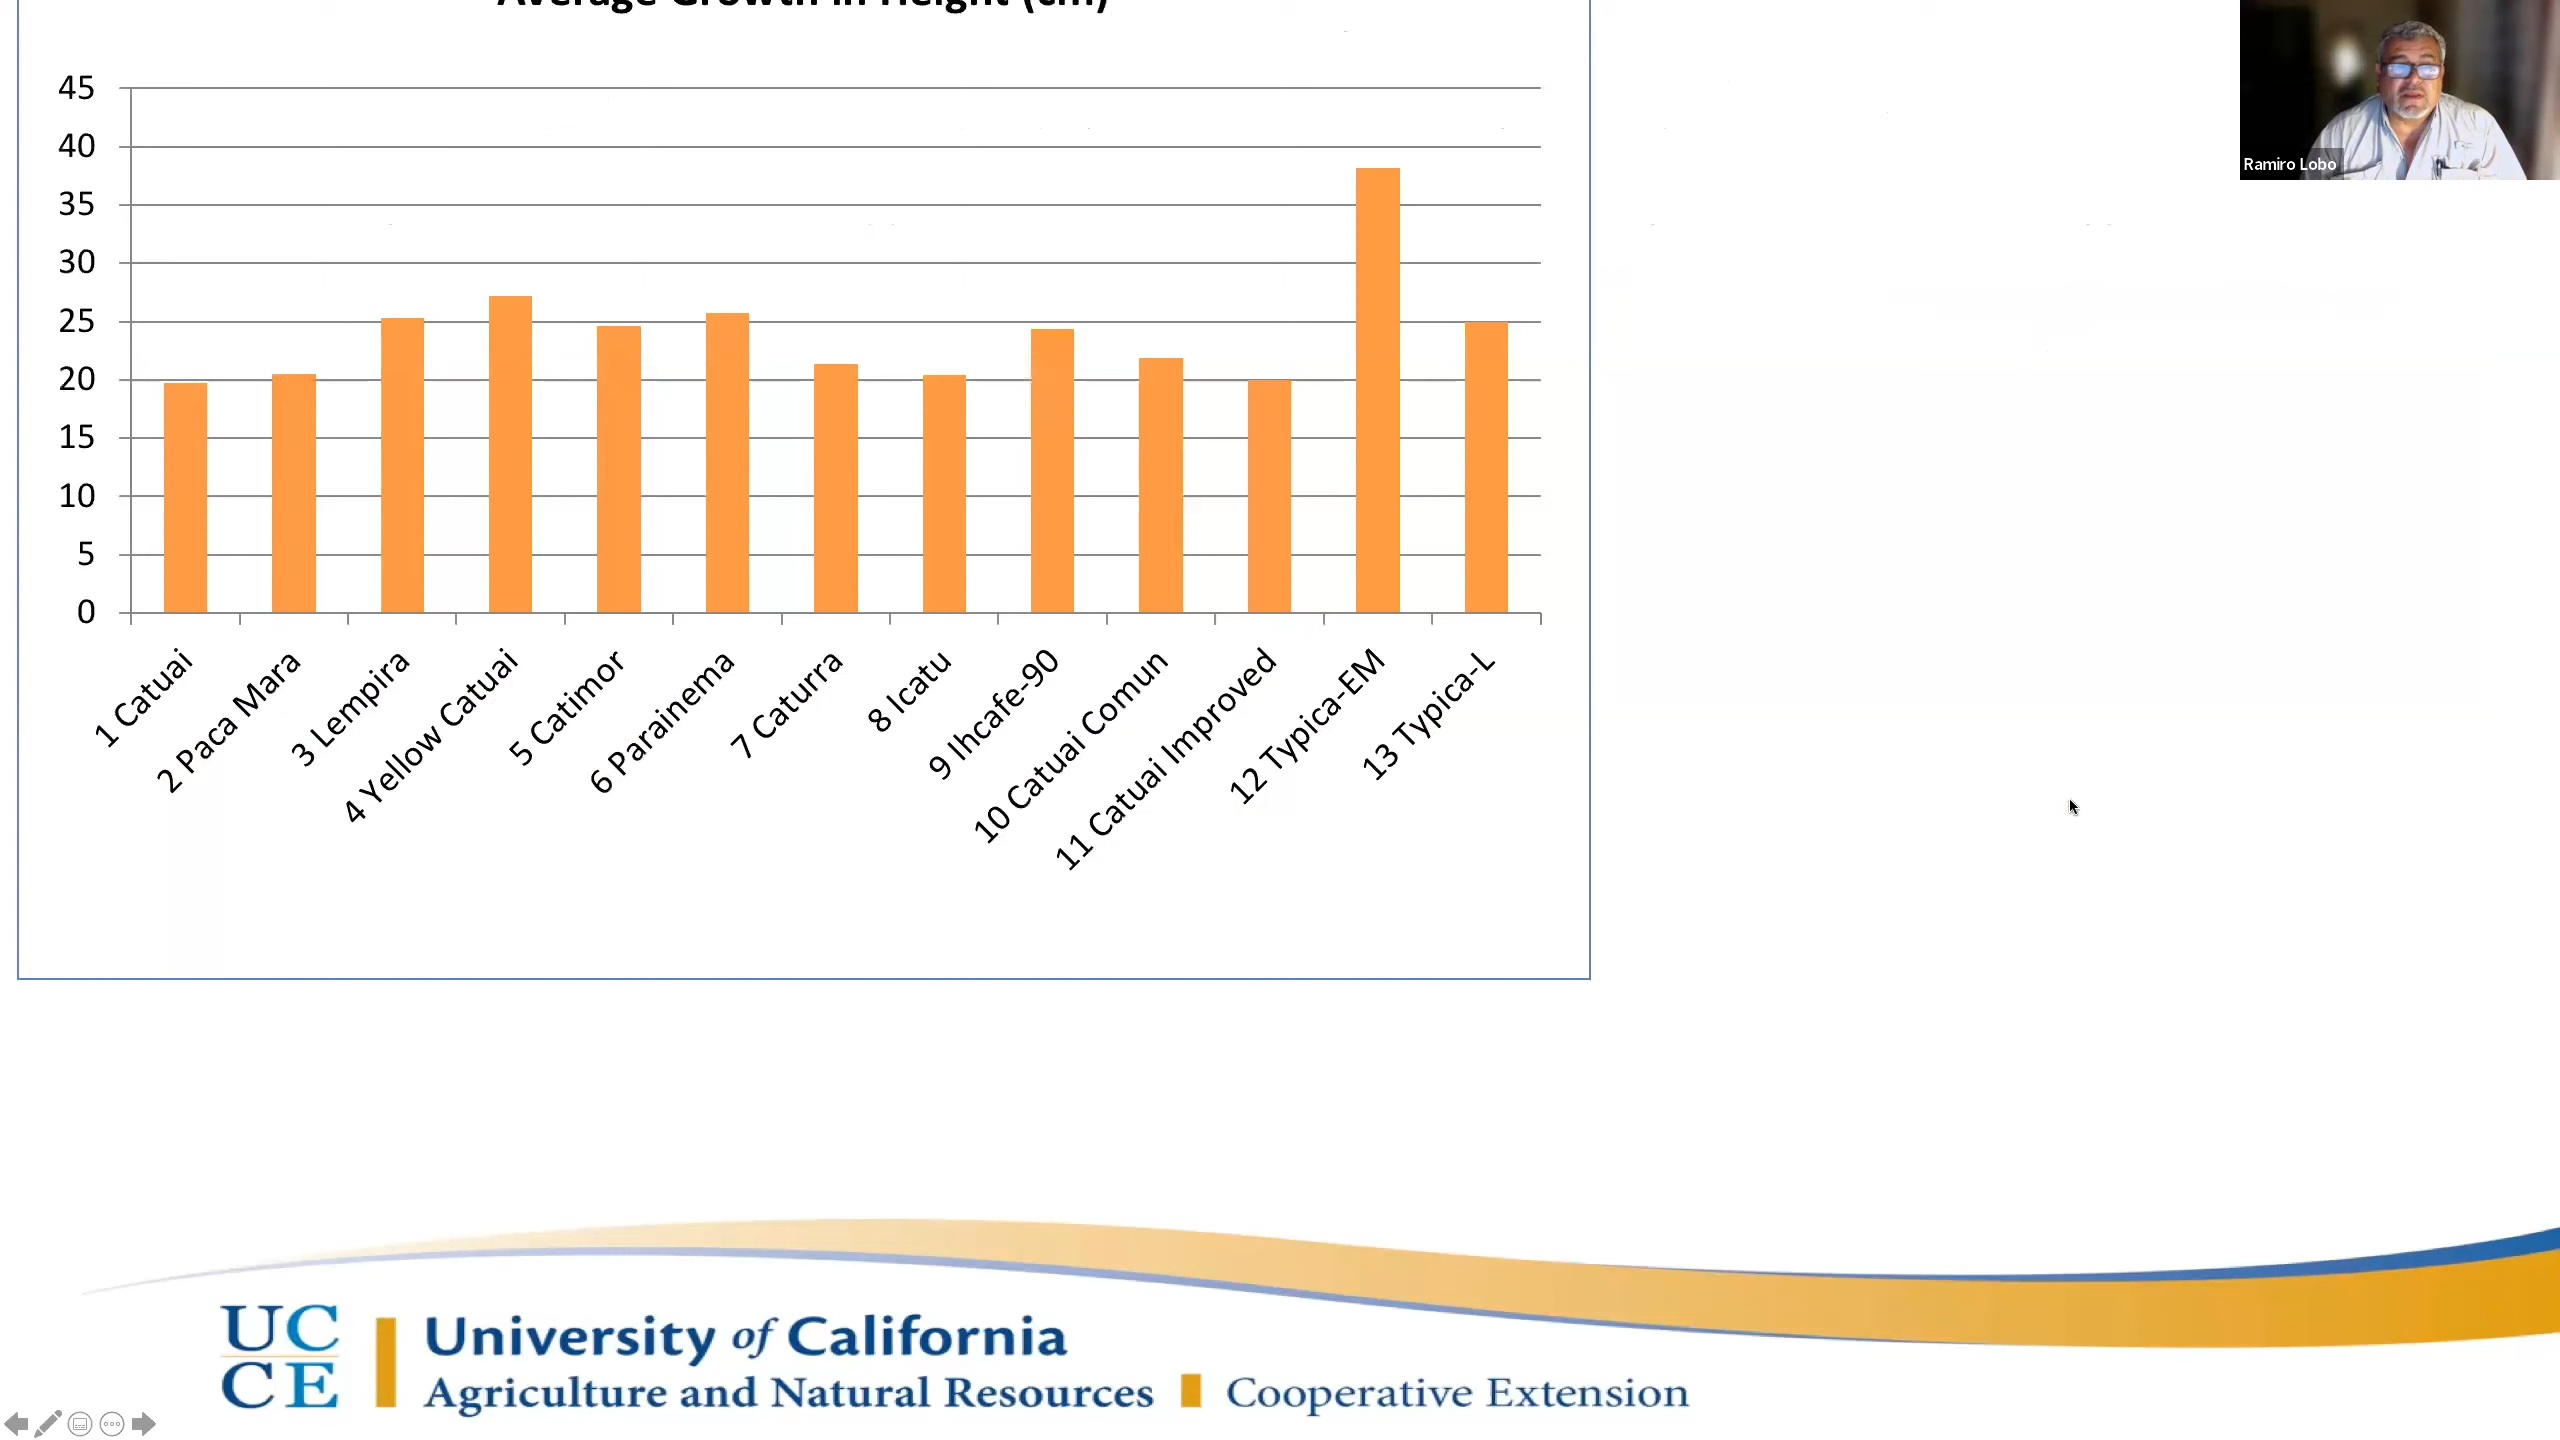 Average Growth in Height (cm)
Ramiro Lobo
45
40
35
30
25
20
15
10
5
0
1 Catuai
2 Paca Mara
3 Lempira
4 Yellow Catuai
5 Catimor
6 Parainema
7 Caturra
8 Icatu
9 Ihcafe-90
10 Catuai Comun
11 Catuai Improved
12 Typica-EM
13 Typica-L
UC
CE
University of California
Agriculture and Natural Resources Cooperative Extension